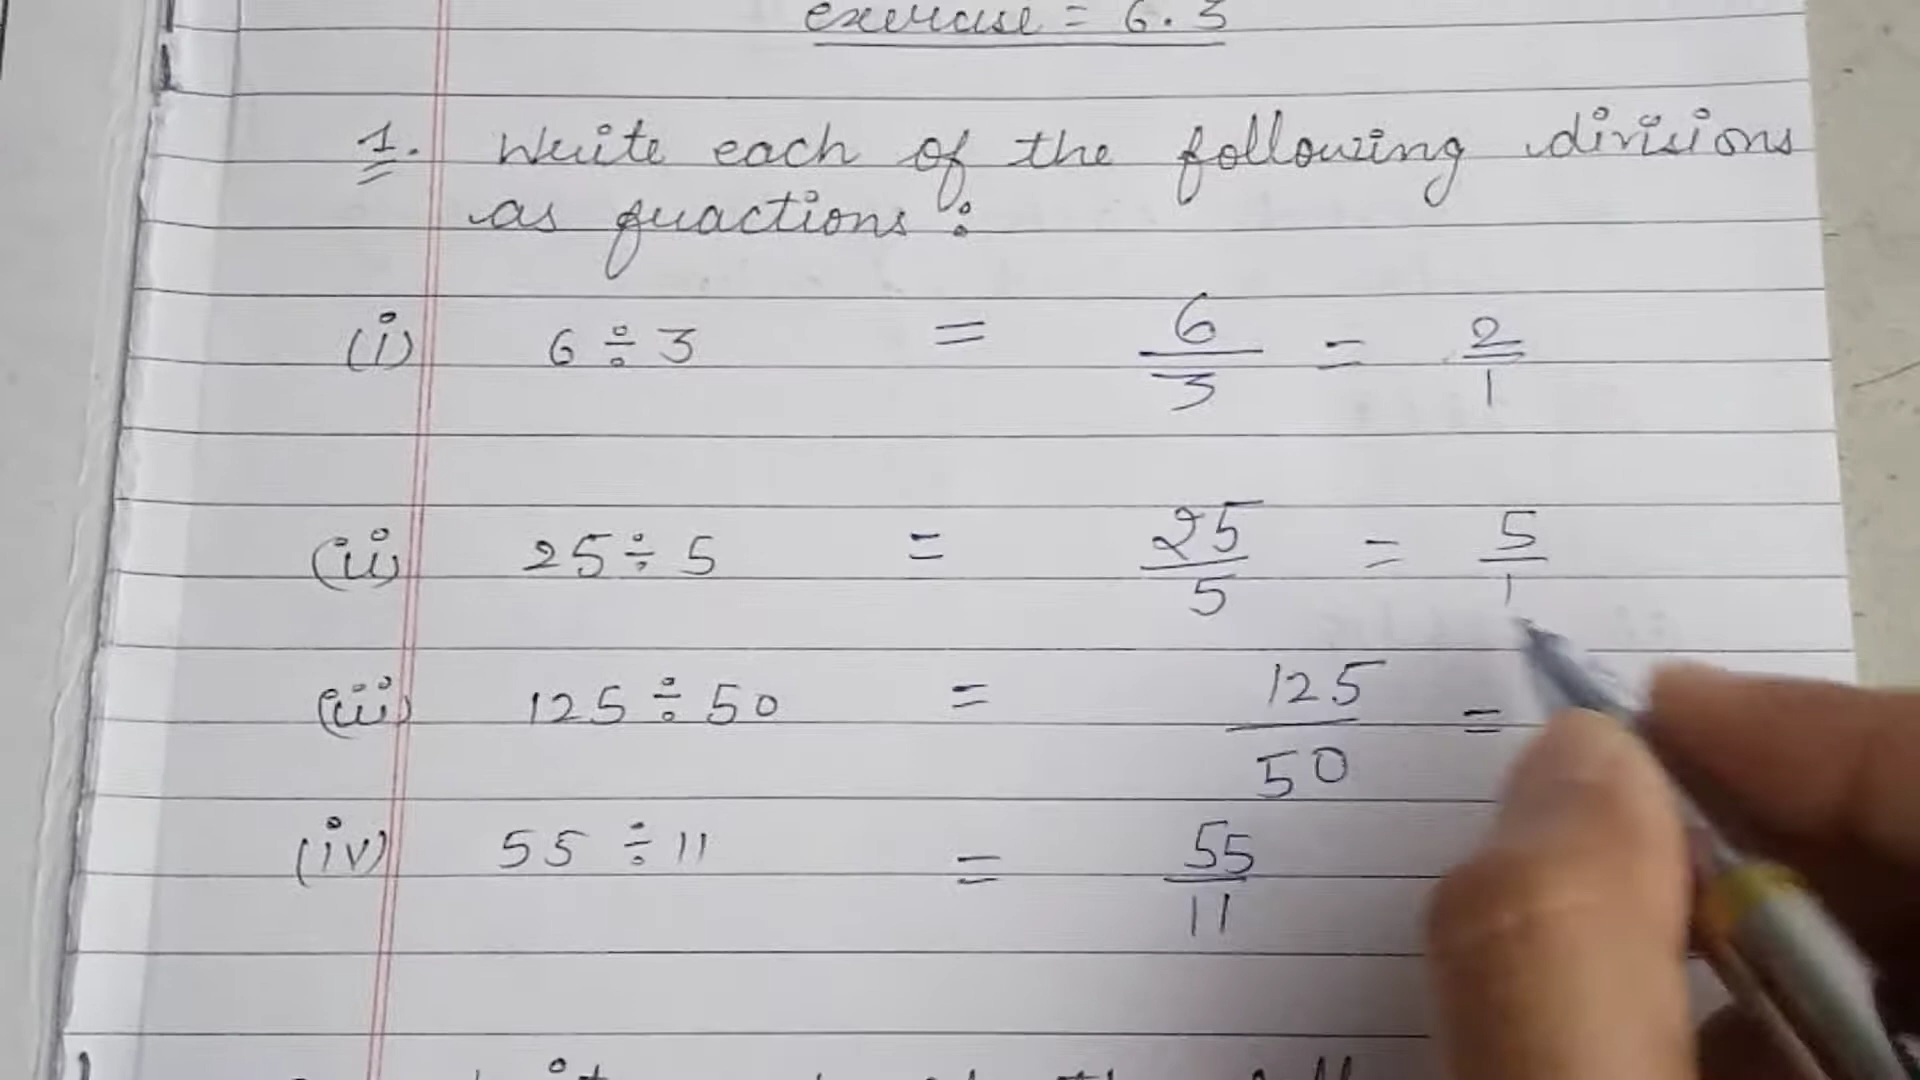 exercise = 6.3
1. Write each of the following divisions
as fractions :
(i) 6 ÷ 3 = 6/3 = 2/1
(ii) 25 ÷ 5 = 25/5 = 5/1
(iii) 125 ÷ 50 = 125/50 =
(iv) 55 ÷ 11 = 55/11